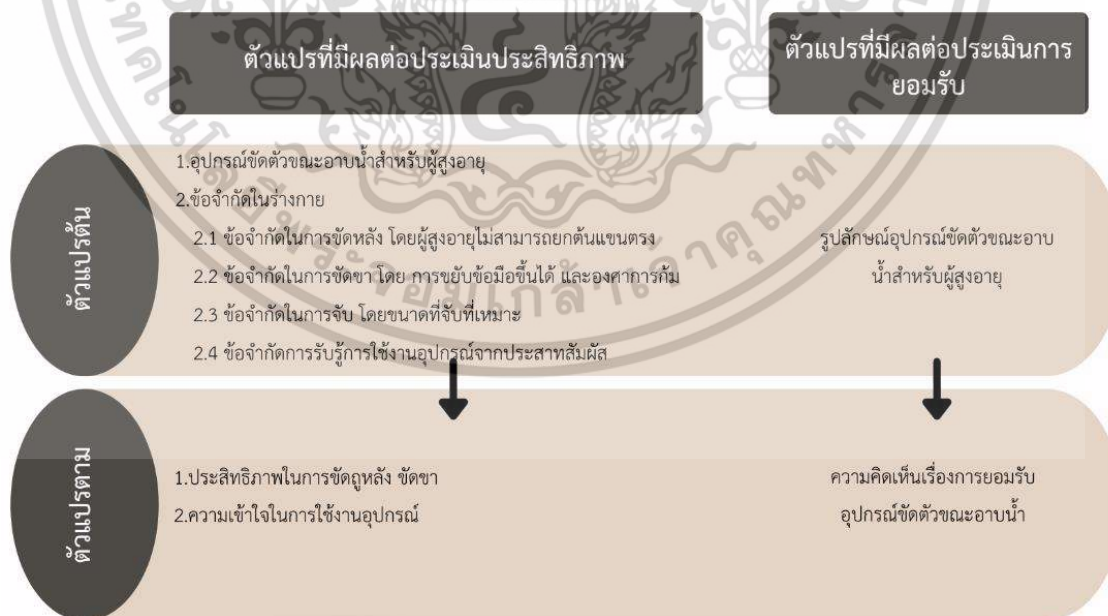 ตัวแปรที่มีผลต่อประเมินประสิทธิภาพ
ตัวแปรที่มีผลต่อประเมินการ
ยอมรับ
ตัวแปรต้น
1.อุปกรณ์ขัดตัวขณะอาบน้ำสำหรับผู้สูงอายุ
2.ข้อจำกัดในร่างกาย
2.1 ข้อจำกัดในการขัดหลัง โดยผู้สูงอายุไม่สามารถยกต้นแขนตรง
2.2 ข้อจำกัดในการขัดขา โดย การขยับข้อมือขึ้นได้ และองศาการก้ม
2.3 ข้อจำกัดในการจับ โดยขนาดที่จับที่เหมาะ
2.4 ข้อจำกัดการรับรู้การใช้งานอุปกรณ์จากประสาทสัมผัส
รูปลักษณ์อุปกรณ์ขัดตัวขณะอาบ
น้ำสำหรับผู้สูงอายุ
ตัวแปรตาม
1.ประสิทธิภาพในการขัดถูหลัง ขัดขา
2.ความเข้าใจในการใช้งานอุปกรณ์
ความคิดเห็นเรื่องการยอมรับ
อุปกรณ์ขัดตัวขณะอาบน้ำ